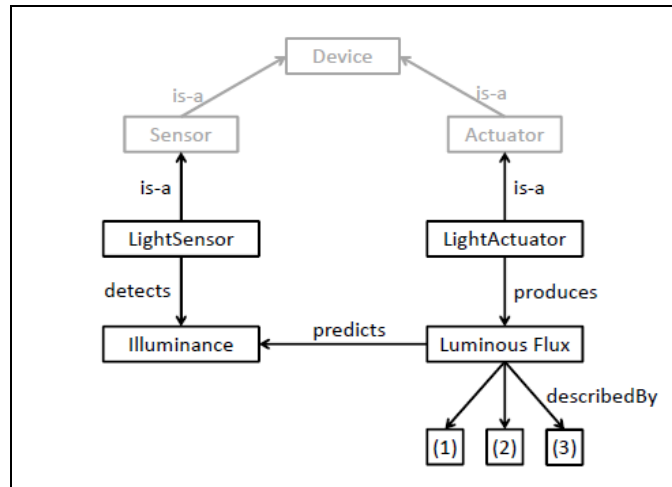 Device
is-a
is-a
Sensor
Actuator
is-a
is-a
LightSensor
LightActuator
detects
produces
Illuminance
predicts
Luminous Flux
describedBy
(1)
(2)
(3)